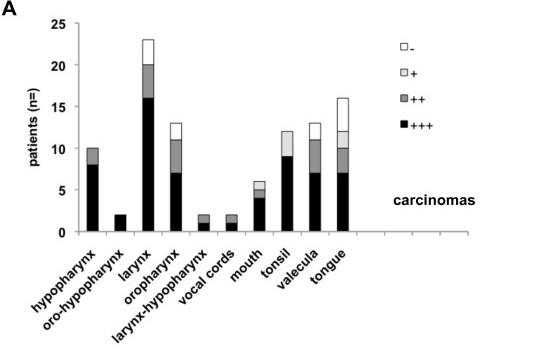 A
25
20
15
10
5
0
patients (n=)
-
+
++
+++
carcinomas
hypopharynx
oro-hypopharynx
larynx
oropharynx
larynx-hypopharynx
vocal cords
mouth
tonsil
valecula
tongue